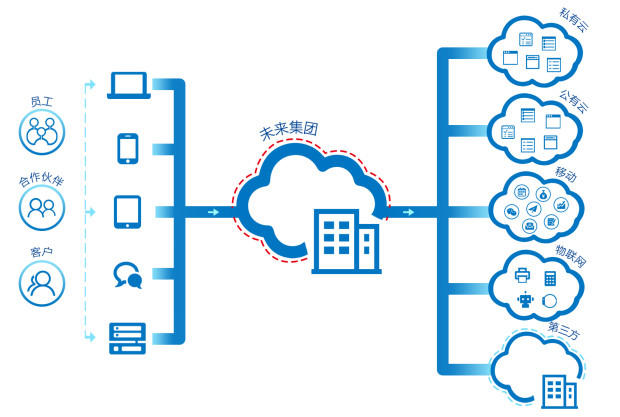 员工
合作伙伴
客户
未来集团
私有云
公有云
移动
物联网
第三方